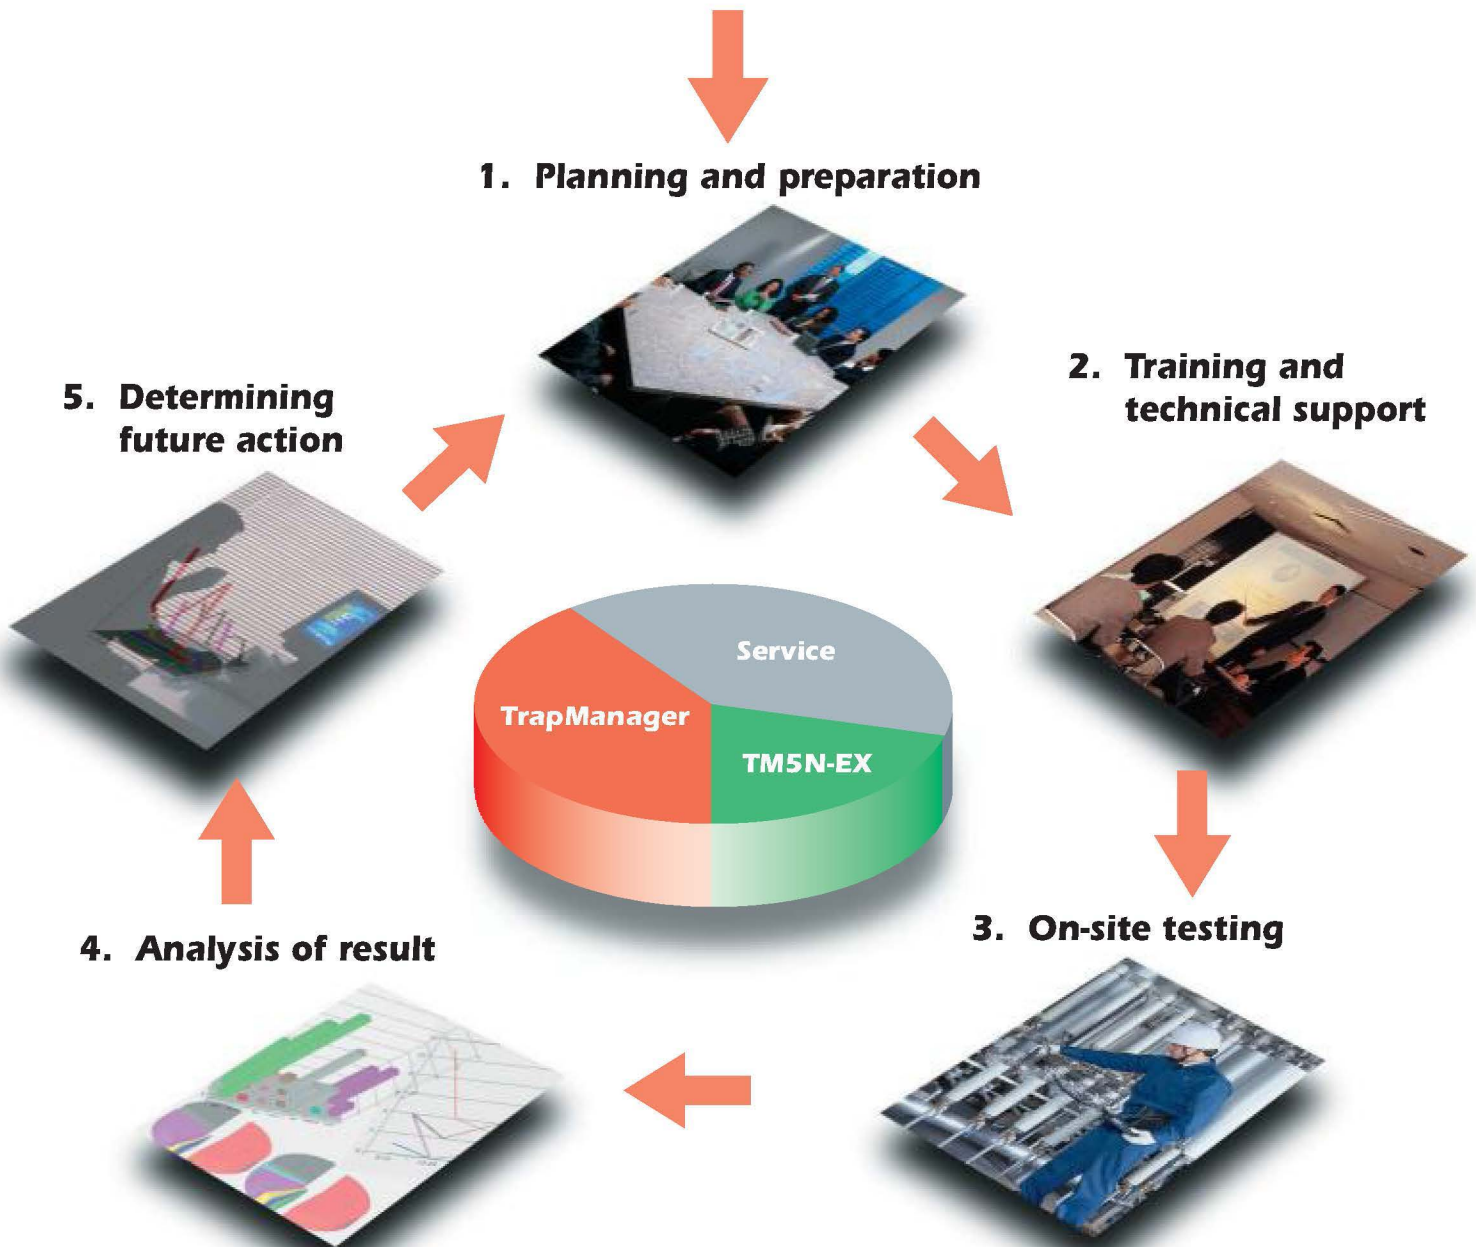 1. Planning and preparation
2. Training and
technical support
5. Determining
future action
Service
TrapManager
TM5N-EX
3. On-site testing
4. Analysis of result